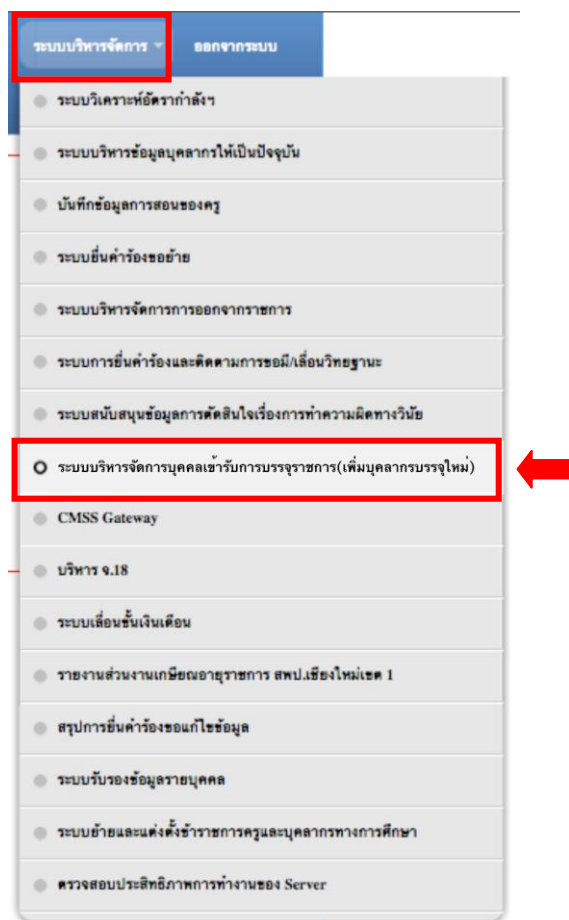 ระบบบริหารจัดการ ออกจากระบบ
ระบบวิเคราะห์อัตรากำลังฯ
ระบบบริหารข้อมูลบุคลากรให้เป็นปัจจุบัน
บันทึกข้อมูลการสอนของครู
ระบบยื่นคำร้องขอย้าย
ระบบบริหารจัดการการออกจากราชการ
ระบบการยื่นคำร้องและติดตามการขอมี/เลื่อนวิทยฐานะ
ระบบสนับสนุนข้อมูลการตัดสินใจเรื่องการทำความผิดทางวินัย
ระบบบริหารจัดการบุคคลเข้ารับการบรรจุราชการ(เพิ่มบุคลากรบรรจุใหม่)
CMSS Gateway
บริหาร จ.18
ระบบเลื่อนขั้นเงินเดือน
รายงานส่วนงานเกษียณอายุราชการ สพป.เชียงใหม่เขต 1
สรุปการยื่นคำร้องขอแก้ไขข้อมูล
ระบบรับรองข้อมูลรายบุคคล
ระบบย้ายและแต่งตั้งข้าราชการครูและบุคลากรทางการศึกษา
ตรวจสอบประสิทธิภาพการทำงานของ Server